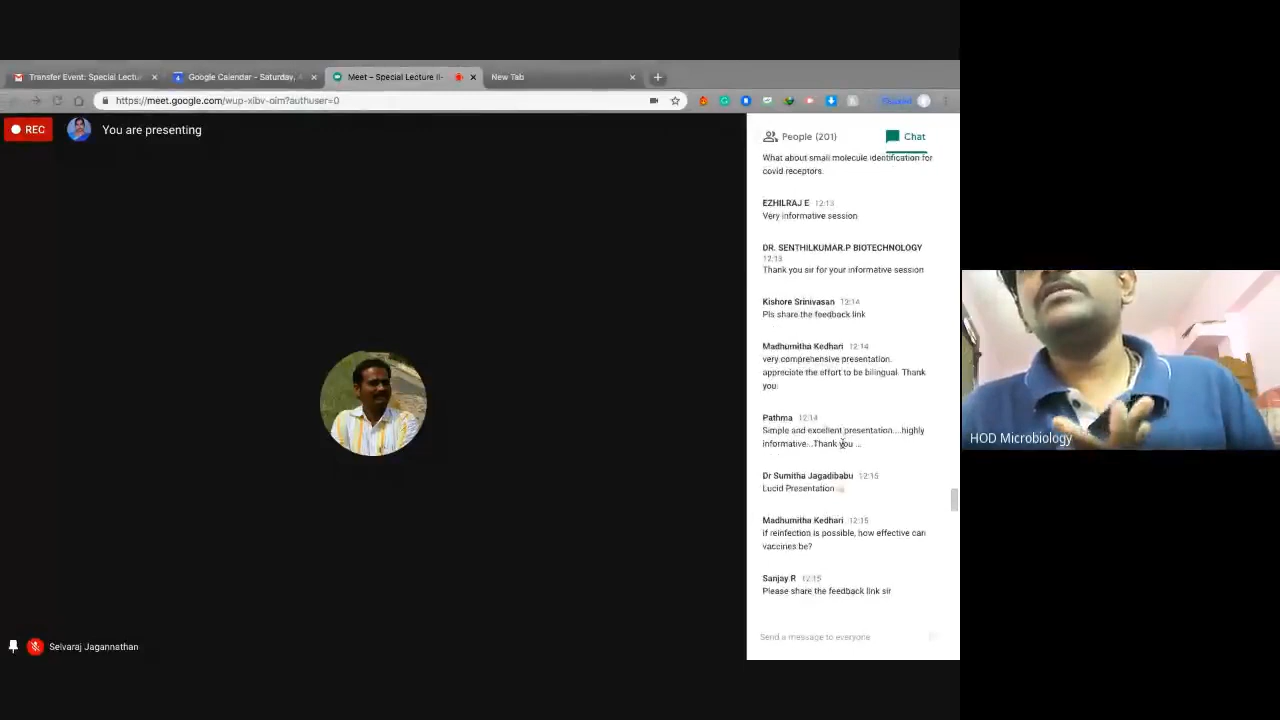 Transfer Event: Special Lectu
Google Calendar - Saturday,
Meet – Special Lecture II-
New Tab
https://meet.google.com/wup-xibv-oim?authuser=0
REC
You are presenting
People (201)
Chat
What about small molecule identification for
covid receptors.
EZHILRAJ E 12:13
Very informative session
DR. SENTHILKUMAR.P BIOTECHNOLOGY
12:13
Thank you sir for your informative session
Kishore Srinivasan 12:14
Pls share the feedback link
Madhumitha Kedhari 12:14
very comprehensive presentation.
appreciate the effort to be bilingual. Thank
you.
Pathma 12:14
Simple and excellent presentation....highly
informative...Thank you ...
Dr Sumitha Jagadibabu 12:15
Lucid Presentation
Madhumitha Kedhari 12:15
if reinfection is possible, how effective can
vaccines be?
Sanjay R 12:15
Please share the feedback link sir
Send a message to everyone
Selvaraj Jagannathan
HOD Microbiology